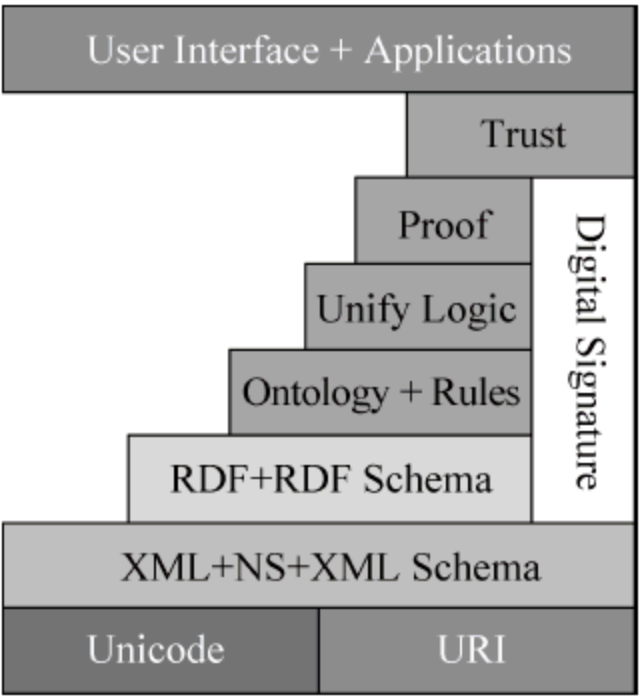 User Interface + Applications
Trust
Proof
Unify Logic
Ontology + Rules
RDF+RDF Schema
Digital Signature
XML+NS+XML Schema
Unicode
URI